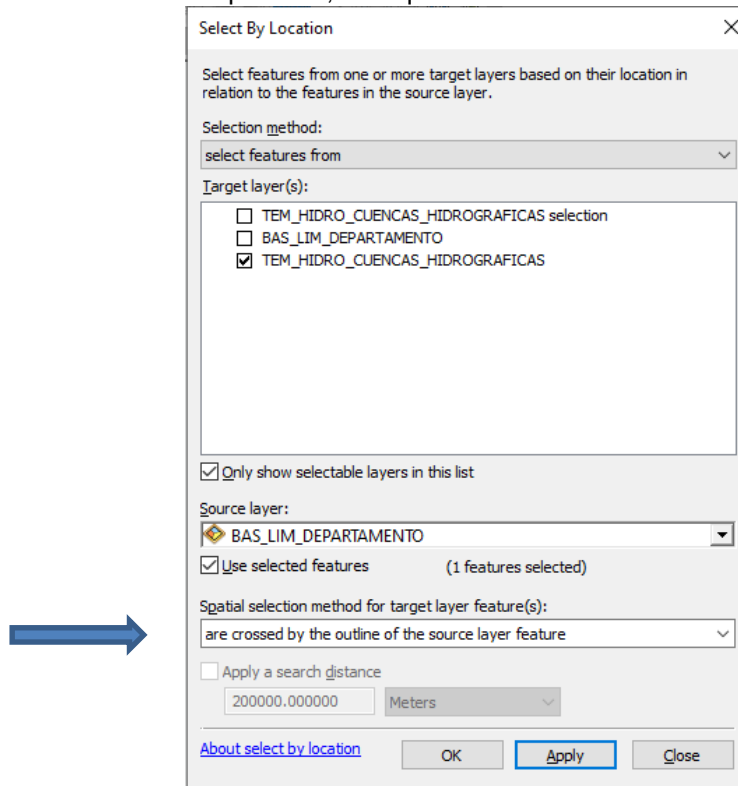 Select By Location
Select features from one or more target layers based on their location in
relation to the features in the source layer.
Selection method:
select features from
Target layer(s):
TEM_HIDRO_CUENCAS_HIDROGRAFICAS selection
BAS_LIM_DEPARTAMENTO
TEM_HIDRO_CUENCAS_HIDROGRAFICAS
Only show selectable layers in this list
Source layer:
BAS_LIM_DEPARTAMENTO
Use selected features (1 features selected)
Spatial selection method for target layer feature(s):
are crossed by the outline of the source layer feature
Apply a search distance
200000.000000 Meters
About select by location OK Apply Close